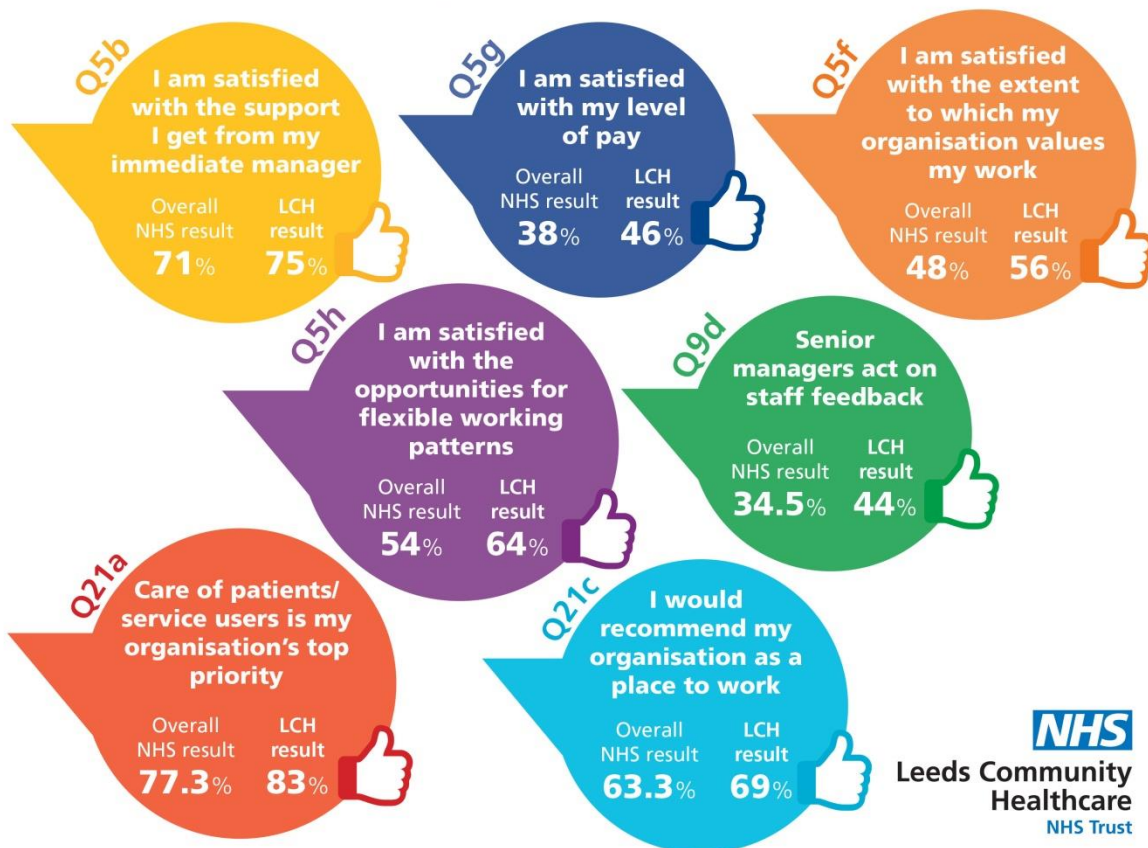 Q5b
I am satisfied
with the support
I get from my
immediate manager
Overall NHS result
LCH result
71%
75%
Q5g
I am satisfied
with my level
of pay
Overall NHS result
LCH result
38%
46%
Q5f
I am satisfied
with the extent
to which my
organisation values
my work
Overall NHS result
LCH result
48%
56%
Q5h
I am satisfied
with the
opportunities for
flexible working
patterns
Overall NHS result
LCH result
54%
64%
Q9d
Senior
managers act on
staff feedback
Overall NHS result
LCH result
34.5%
44%
Q21a
Care of patients/
service users is my
organisation's top
priority
Overall NHS result
LCH result
77.3%
83%
Q21c
I would
recommend my
organisation as a
place to work
Overall NHS result
LCH result
63.3%
69%
NHS
Leeds Community
Healthcare
NHS Trust